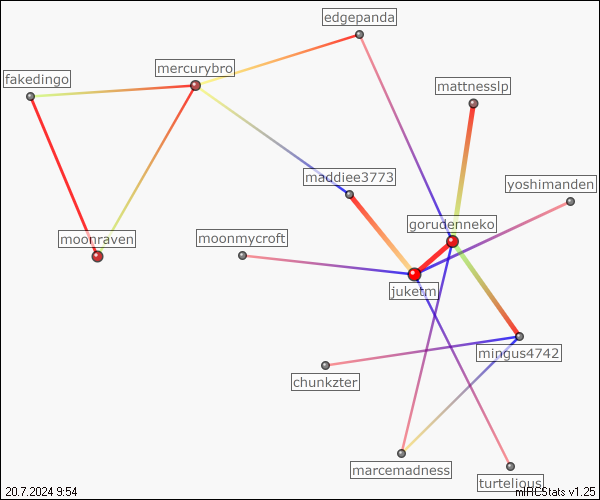 edgepanda
fakedingo
mercurybro
mattnesslp
maddiee3773
yoshimanden
gorudenneko
moonmycroft
moonraven
juketm
mingus4742
chunkzter
marcemadness
turtelious
20.7.2024 9:54
mIRCStats v1.25